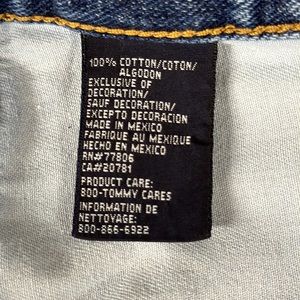 100% COTTON/COTON/
ALGODON
EXCLUSIVE OF
DECORATION/
SAUF DECORATION/
EXCEPTO DECORACION
MADE IN MEXICO
FABRIQUE AU MEXIQUE
HECHO EN MEXICO
RN#77806
CA#20781
PRODUCT CARE:
800-TOMMY CARES
INFORMATION DE
NETTOYAGE:
800-866-6922